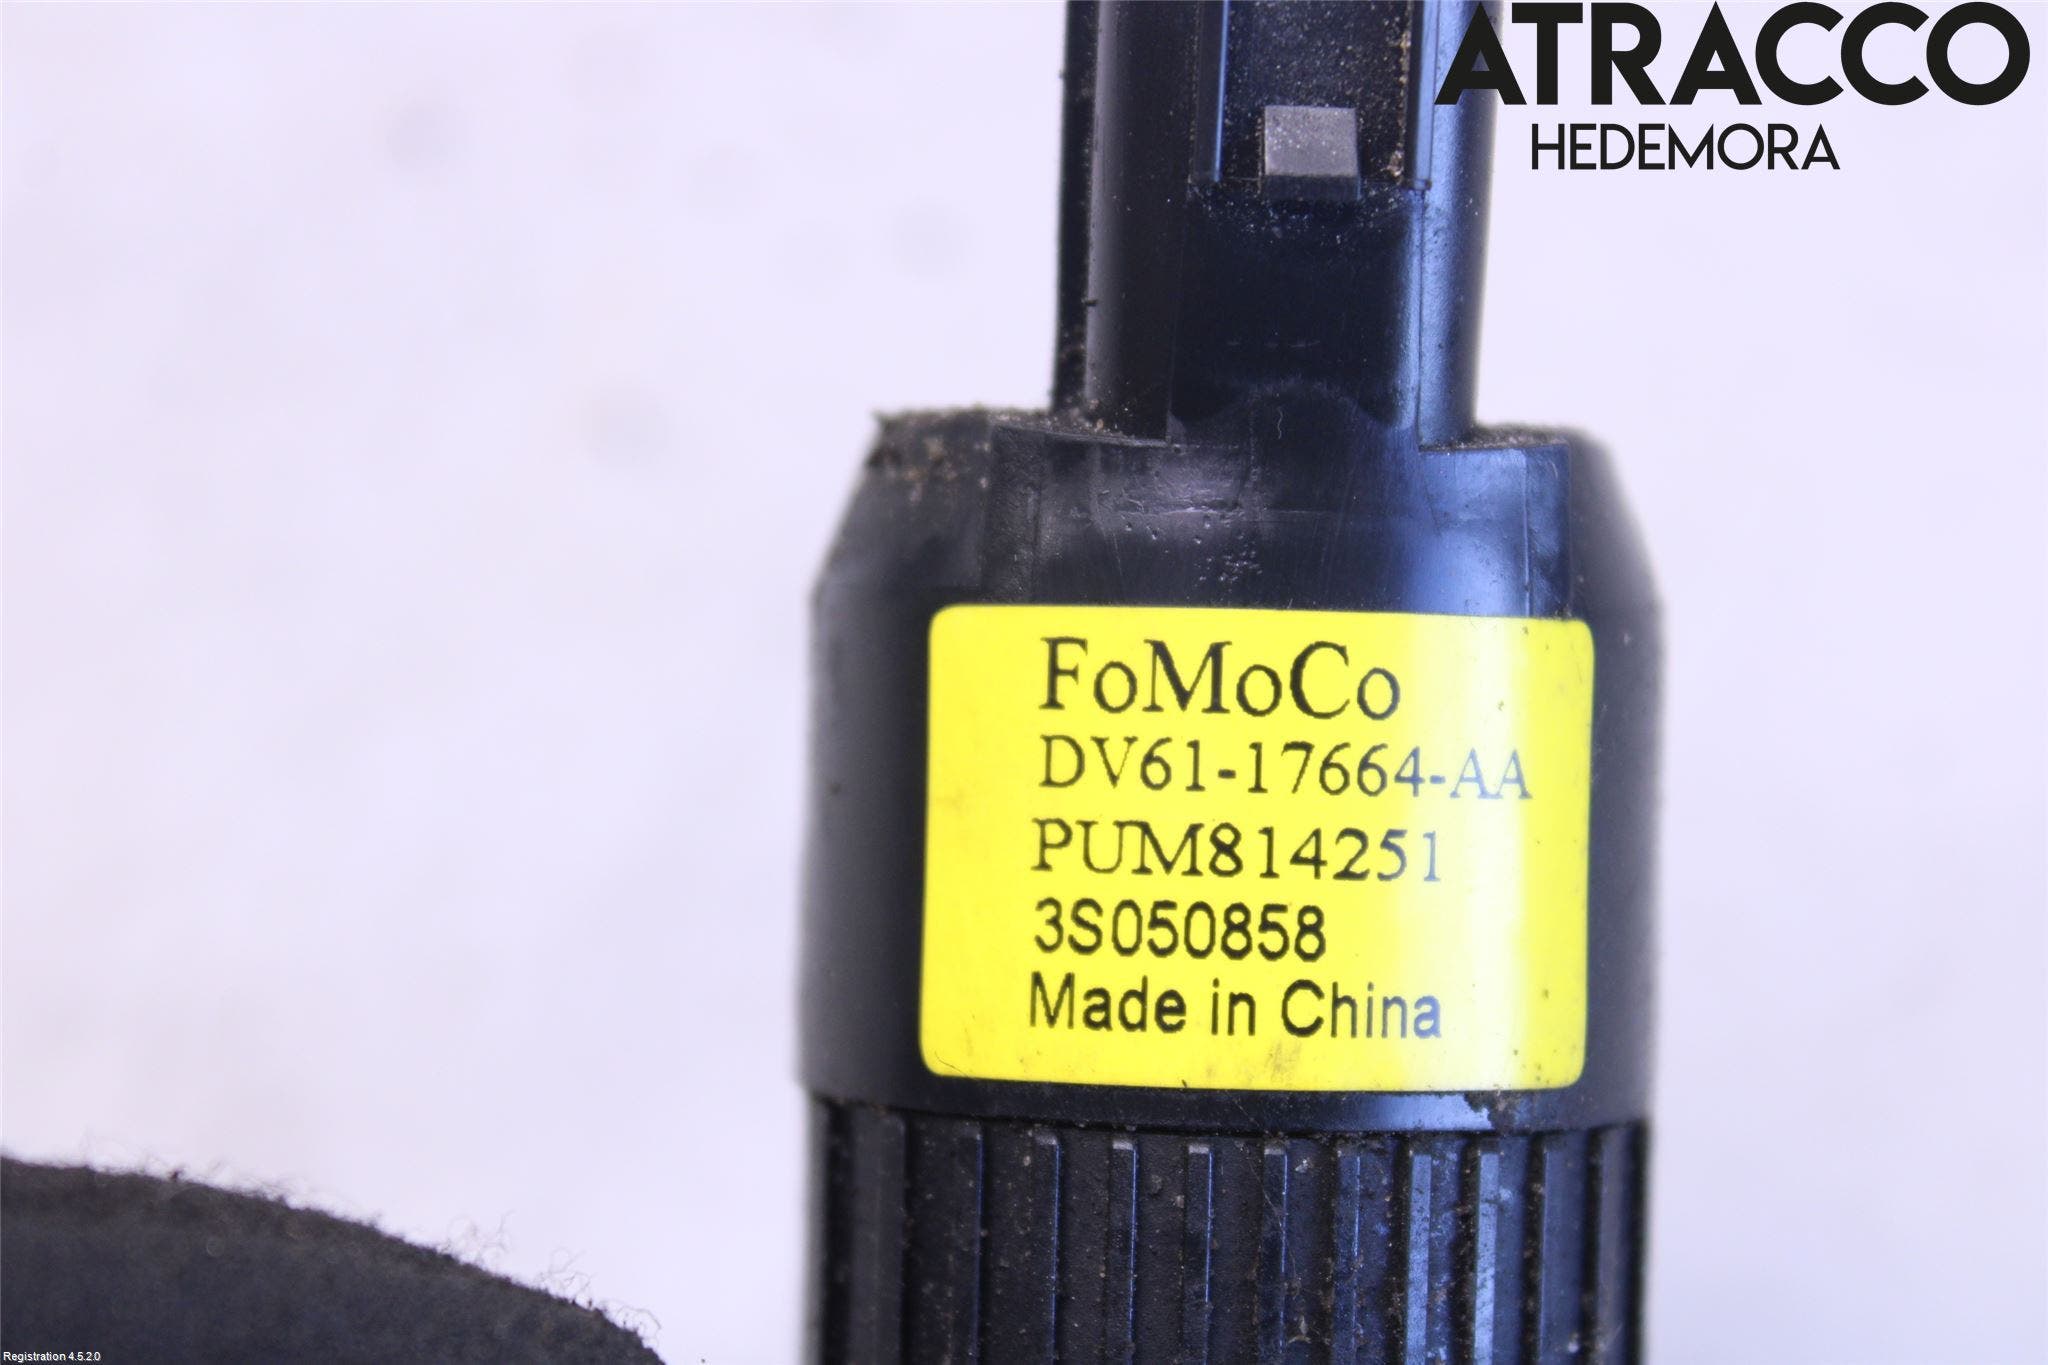 ATRACCO
HEDEMORA
FoMoCo
DV61-17664-AA
PUM814251
3S050858
Made in China
Registration 4.5.2.0